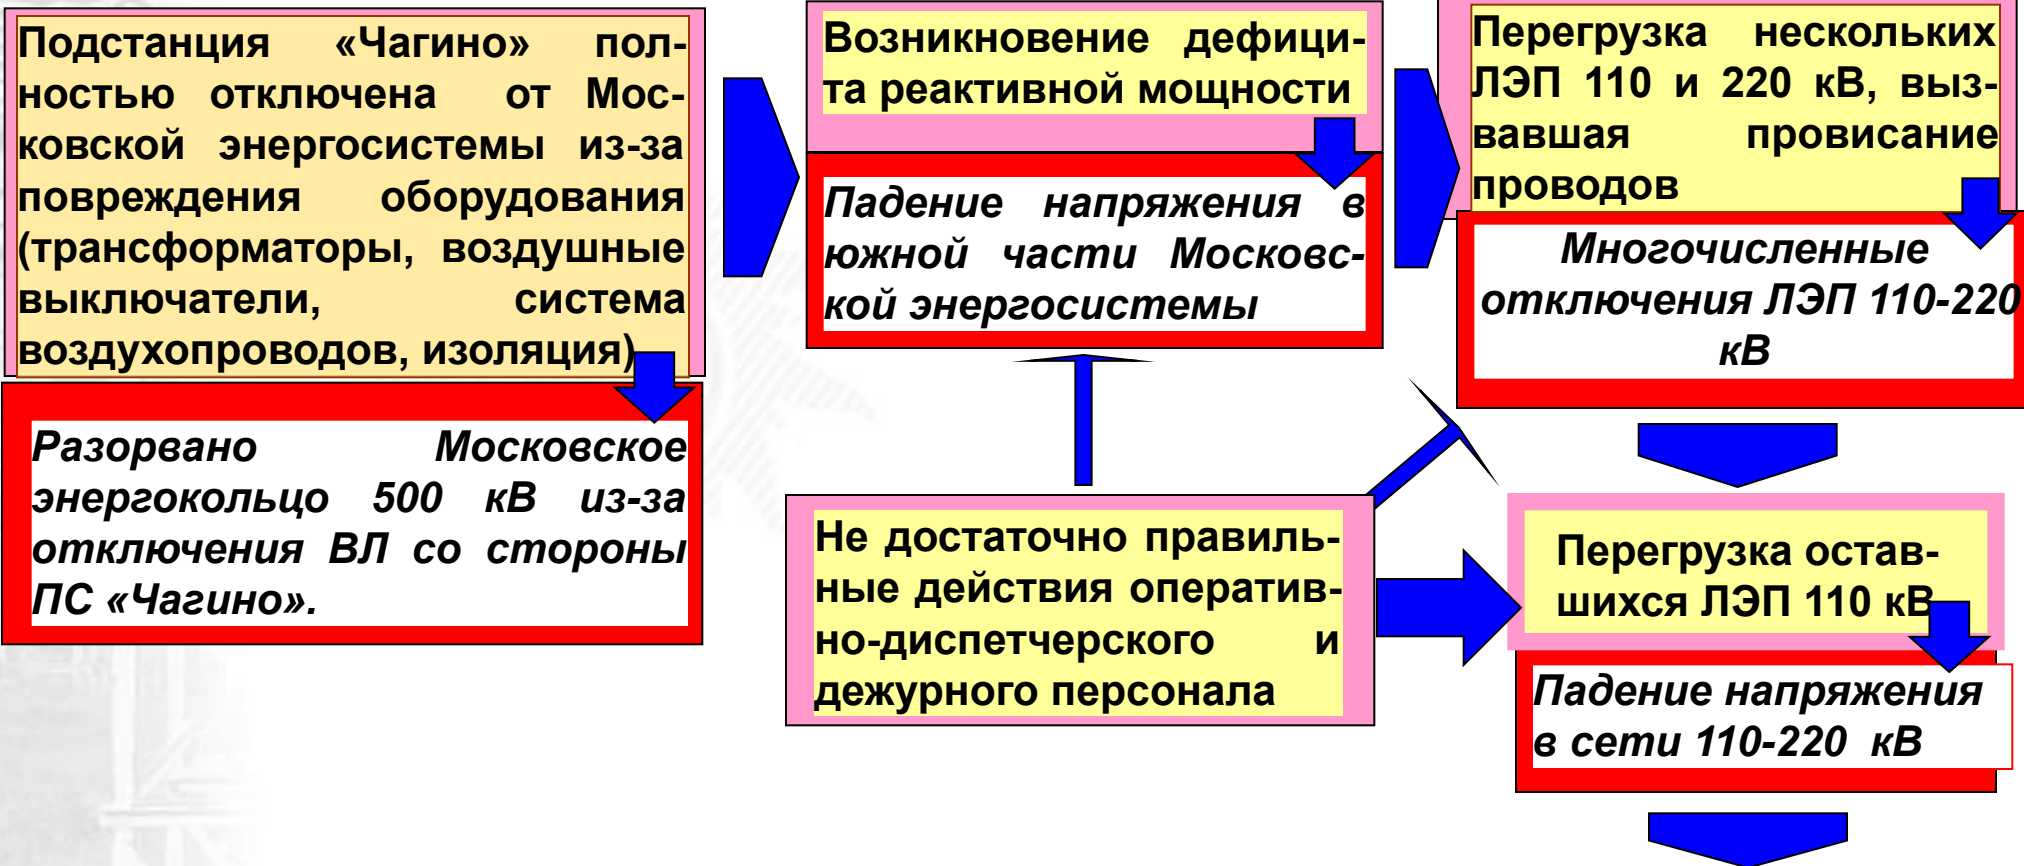 Подстанция «Чагино» пол-
ностью отключена от Мос-
ковской энергосистемы из-за
повреждения оборудования
(трансформаторы, воздушные
выключатели, система
воздухопроводов, изоляция)
Разорвано Московское
энергокольцо 500 кВ из-за
отключения ВЛ со стороны
ПС «Чагино».
Возникновение дефици-
та реактивной мощности
Падение напряжения в
южной части Московс-
кой энергосистемы
Перегрузка нескольких
ЛЭП 110 и 220 кВ, выз-
вавшая провисание
проводов
Многочисленные
отключения ЛЭП 110-220
кВ
Не достаточно правиль-
ные действия оператив-
но-диспетчерского и
дежурного персонала
Перегрузка остав-
шихся ЛЭП 110 кВ
Падение напряжения
в сети 110-220 кВ